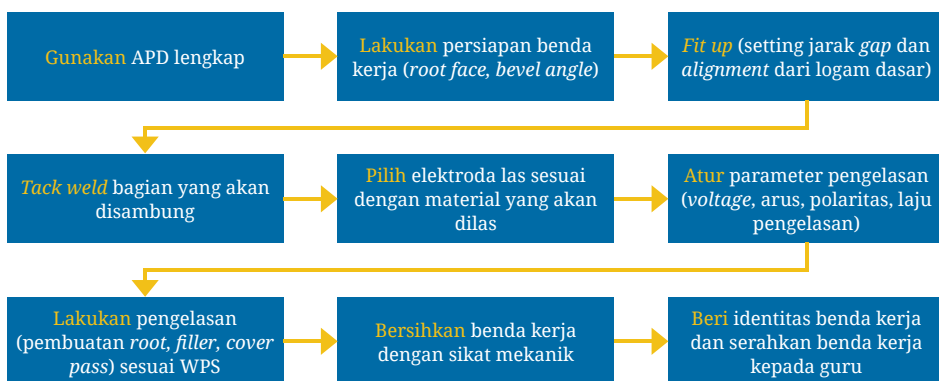 Gunakan APD lengkap
Lakukan persiapan benda
kerja (root face, bevel angle)
Fit up (setting jarak gap dan
alignment dari logam dasar)
Tack weld bagian yang akan
disambung
Pilih elektroda las sesuai
dengan material yang akan
dilas
Atur parameter pengelasan
(voltage, arus, polaritas, laju
pengelasan)
Lakukan pengelasan
(pembuatan root, filler, cover
pass) sesuai WPS
Bersihkan benda kerja
dengan sikat mekanik
Beri identitas benda kerja
dan serahkan benda kerja
kepada guru